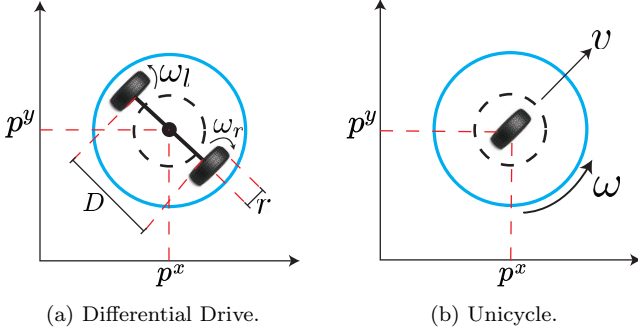 ω_l
p^y
ω_r
D
r
p^x
(a) Differential Drive.
v
p^y
ω
p^x
(b) Unicycle.